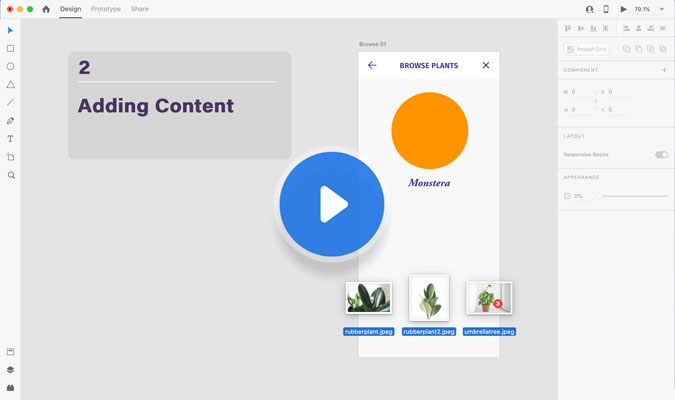 Design Prototype Share
79.1%
2
Adding Content
Browse 01
BROWSE PLANTS
Monstera
3
rubberplant.jpeg rubberplant2.jpeg umbrellatree.jpeg
Repeat Grid
COMPONENT
W 0 X 0
H 0 Y 0
LAYOUT
Responsive Resize
APPEARANCE
0%